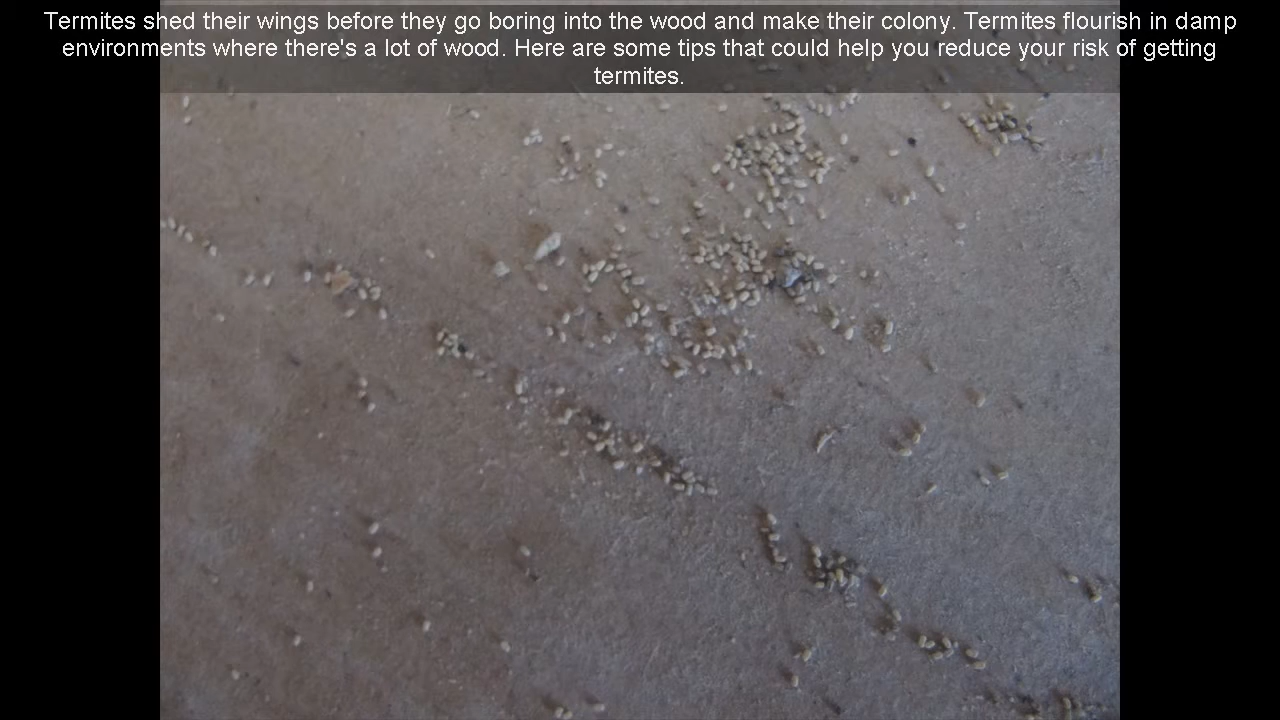 Termites shed their wings before they go boring into the wood and make their colony. Termites flourish in damp
environments where there's a lot of wood. Here are some tips that could help you reduce your risk of getting
termites.